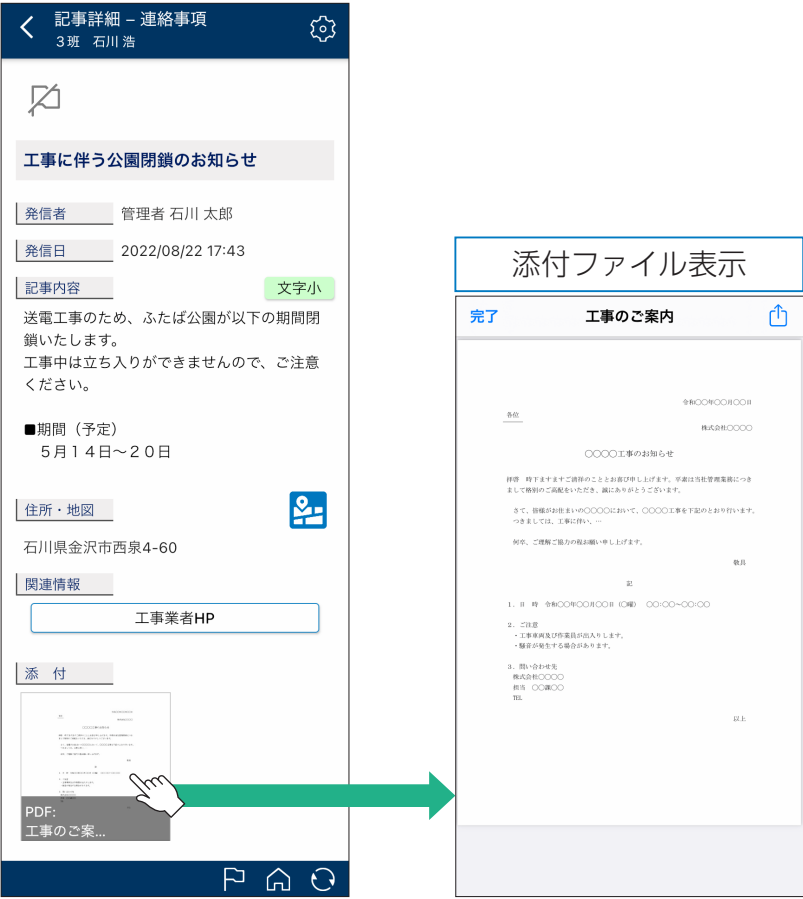 記事詳細 – 連絡事項
３班　石川 浩
工事に伴う公園閉鎖のお知らせ
発信者　管理者 石川 太郎
発信日　2022/08/22 17:43
記事内容　文字小
送電工事のため、ふたば公園が以下の期間閉
鎖いたします。
工事中は立ち入りができませんので、ご注意
ください。
■期間（予定）
５月１４日～２０日
住所・地図
石川県金沢市西泉4-60
関連情報
工事業者HP
添　付
PDF:
工事のご案...
添付ファイル表示
完了　工事のご案内
令和〇〇年〇〇月〇〇日
各位
株式会社〇〇〇〇
〇〇〇〇工事のお知らせ
拝啓　時下ますますご清祥のこととお喜び申し上げます。平素は当社管理業務につき
まして格別のご高配をいただき、誠にありがとうございます。
さて、皆様がお住まいの〇〇〇〇において、〇〇〇〇工事を下記のとおり行います。
つきましては、工事に伴い、…
何卒、ご理解ご協力の程お願い申し上げます。
敬具
記
1．日　時　令和〇〇年〇〇月〇〇日（〇曜）　〇〇：〇〇～〇〇：〇〇
2．ご注意
・工事車両及び作業員が出入りします。
・騒音が発生する場合があります。
3．問い合わせ先
株式会社〇〇〇〇
担当　〇〇課〇〇
TEL
以上